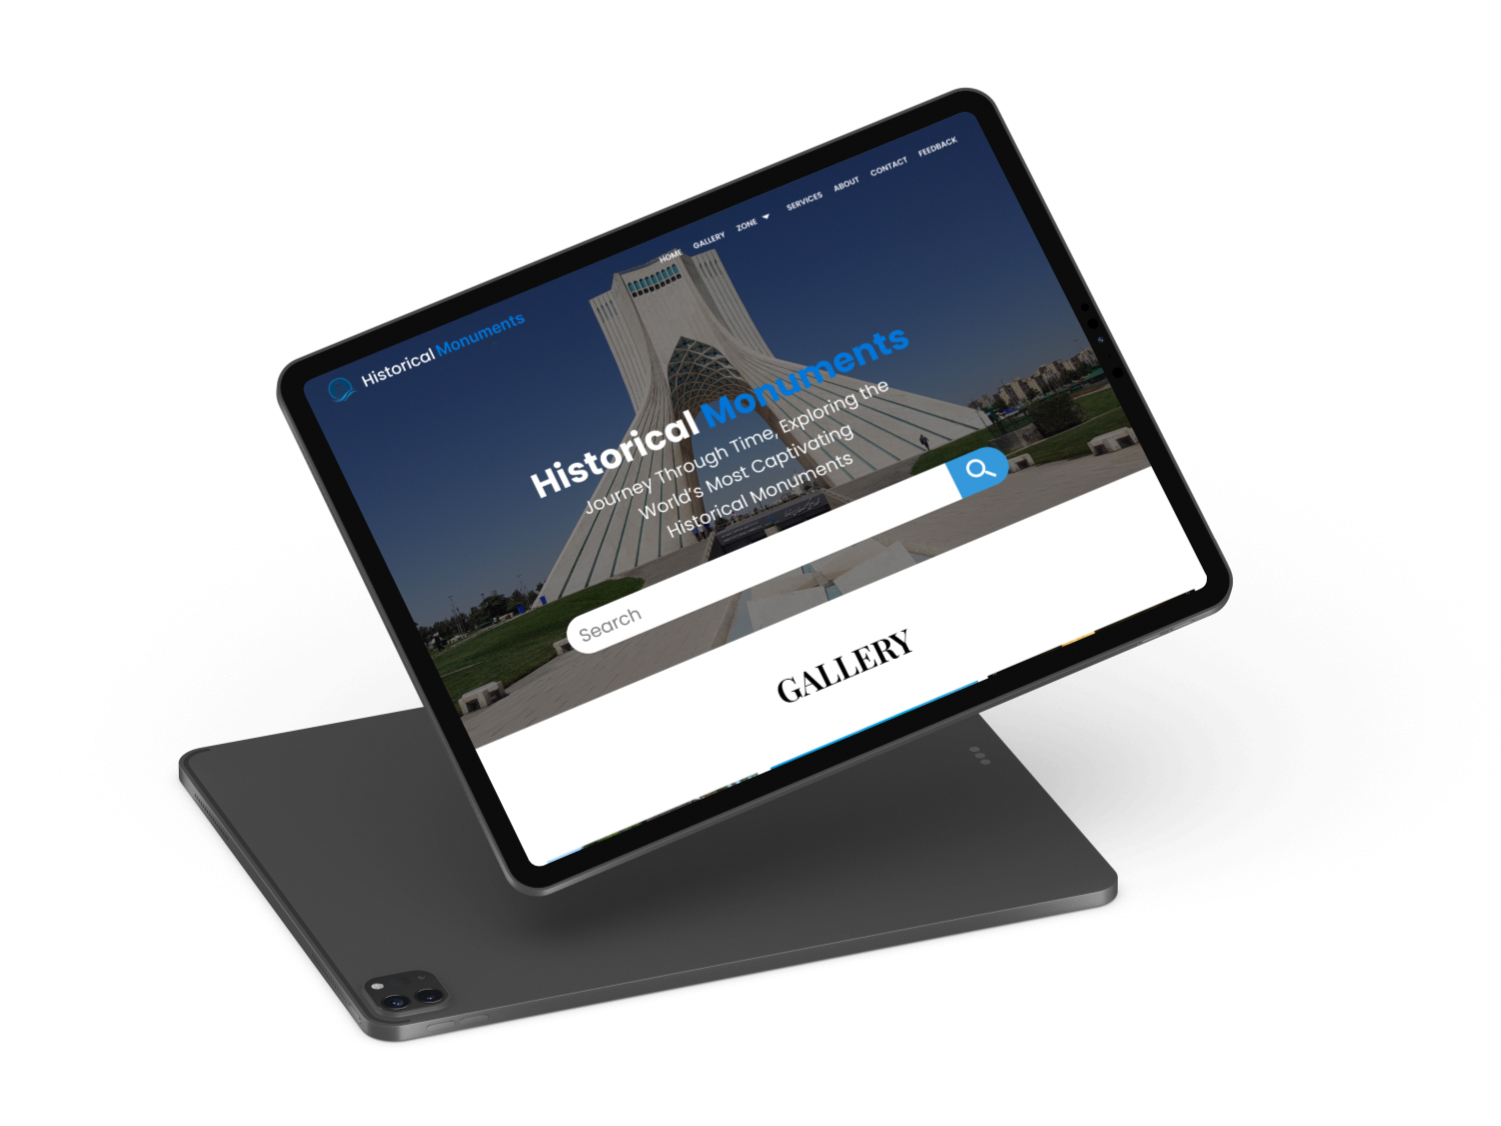 Historical Monuments
HOME GALLERY ZONE SERVICES ABOUT CONTACT FEEDBACK
Historical Monuments
Journey Through Time, Exploring the
World's Most Captivating
Historical Monuments
Search
GALLERY